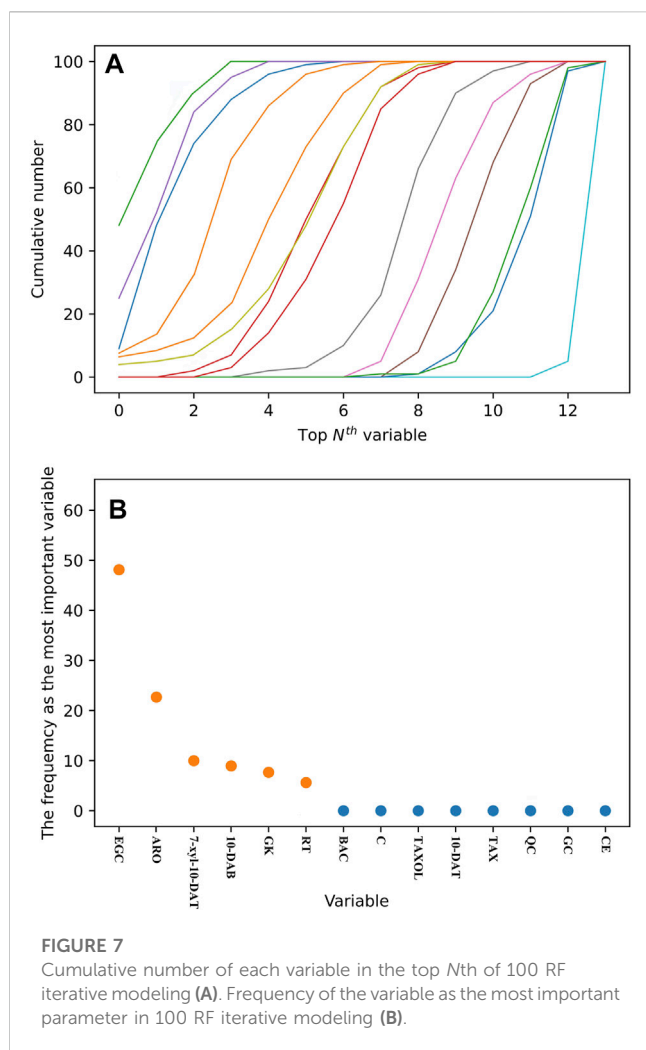 A
100
80
60
40
20
0
Cumulative number
0 2 4 6 8 10 12
Top Nth variable
B
60
50
40
30
20
10
0
The frequemcy as the most important variable
EGC
ARO
7-xyl-10-DAT
10-DAB
GK
RT
BAC
C
TAXOL
10-DAT
TAX
QC
GC
CE
Variable
FIGURE 7
Cumulative number of each variable in the top Nth of 100 RF
iterative modeling (A). Frequency of the variable as the most important
parameter in 100 RF iterative modeling (B).